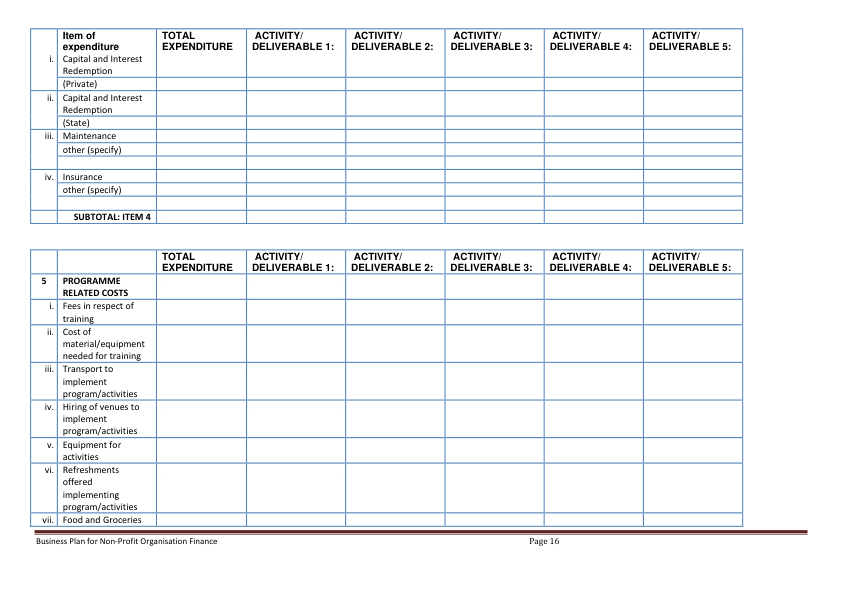 Item of
expenditure
TOTAL
EXPENDITURE
ACTIVITY/
DELIVERABLE 1:
ACTIVITY/
DELIVERABLE 2:
ACTIVITY/
DELIVERABLE 3:
ACTIVITY/
DELIVERABLE 4:
ACTIVITY/
DELIVERABLE 5:
i. Capital and Interest
Redemption
(Private)
ii. Capital and Interest
Redemption
(State)
iii. Maintenance
other (specify)
iv. Insurance
other (specify)
SUBTOTAL: ITEM 4
TOTAL
EXPENDITURE
ACTIVITY/
DELIVERABLE 1:
ACTIVITY/
DELIVERABLE 2:
ACTIVITY/
DELIVERABLE 3:
ACTIVITY/
DELIVERABLE 4:
ACTIVITY/
DELIVERABLE 5:
5 PROGRAMME
RELATED COSTS
i. Fees in respect of
training
ii. Cost of
material/equipment
needed for training
iii. Transport to
implement
program/activities
iv. Hiring of venues to
implement
program/activities
v. Equipment for
activities
vi. Refreshments
offered
implementing
program/activities
vii. Food and Groceries
Business Plan for Non-Profit Organisation Finance Page 16